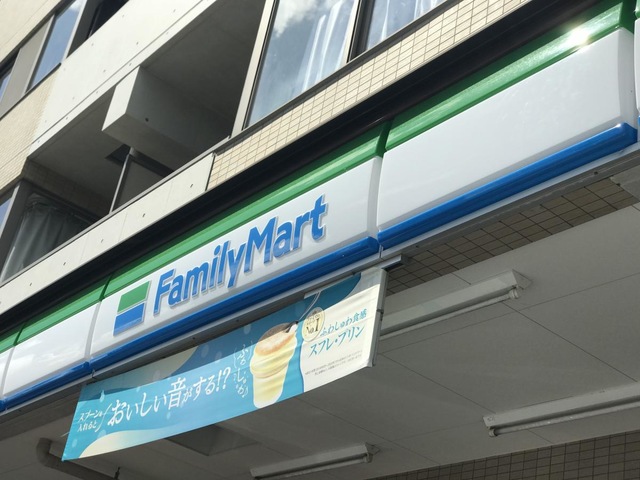 FamilyMart
スプーンを
入れると
おいしい音がする!?
ふわしゅわ食感
スフレ・プリン